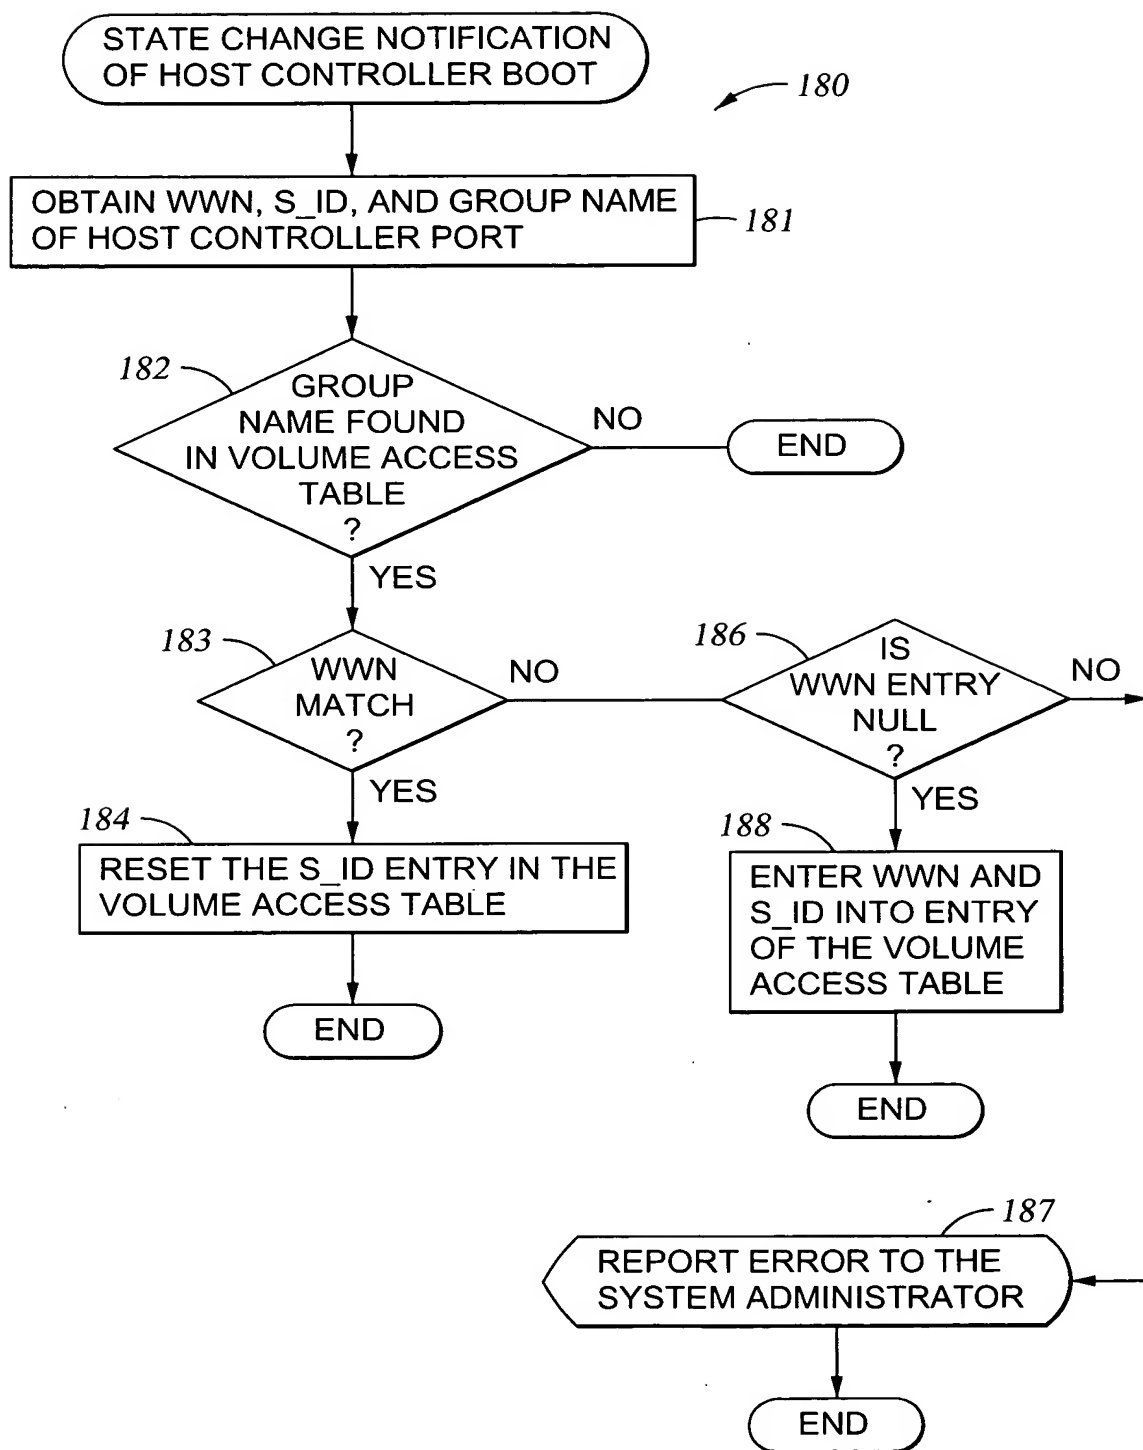 STATE CHANGE NOTIFICATION
OF HOST CONTROLLER BOOT
180
OBTAIN WWN, S_ID, AND GROUP NAME
OF HOST CONTROLLER PORT
181
182
GROUP
NAME FOUND
IN VOLUME ACCESS
TABLE
?
NO
END
YES
183
WWN
MATCH
?
NO
186
IS
WWN ENTRY
NULL
?
NO
YES
YES
184
RESET THE S_ID ENTRY IN THE
VOLUME ACCESS TABLE
188
ENTER WWN AND
S_ID INTO ENTRY
OF THE VOLUME
ACCESS TABLE
END
END
187
REPORT ERROR TO THE
SYSTEM ADMINISTRATOR
END